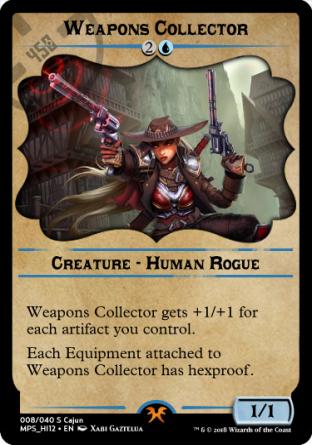 Weapons Collector
2
Creature - Human Rogue
Weapons Collector gets +1/+1 for
each artifact you control.
Each Equipment attached to
Weapons Collector has hexproof.
1/1
008/040 S Cajun
MPS_HI12 • EN Xabi Gaztelua
™ & © 2018 Wizards of the Coast